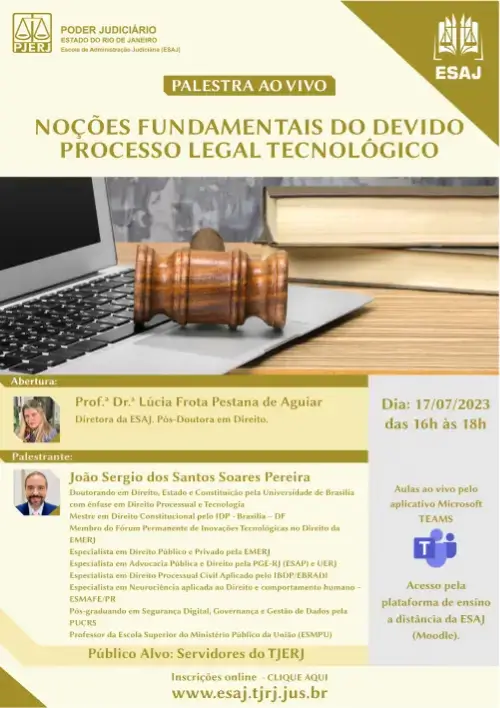 PJERJ
PODER JUDICIÁRIO
ESTADO DO RIO DE JANEIRO
Escola de Administração Judiciária (ESAJ)
ESAJ
PALESTRA AO VIVO
NOÇÕES FUNDAMENTAIS DO DEVIDO
PROCESSO LEGAL TECNOLÓGICO
Abertura:
Prof.ª Dr.ª Lúcia Frota Pestana de Aguiar
Diretora da ESAJ. Pós-Doutora em Direito.
Palestrante:
João Sergio dos Santos Soares Pereira
Doutorando em Direito, Estado e Constituição pela Universidade de Brasília
com ênfase em Direito Processual e Tecnologia
Mestre em Direito Constitucional pelo IDP - Brasília – DF
Membro do Fórum Permanente de Inovações Tecnológicas no Direito da
EMERJ
Especialista em Direito Público e Privado pela EMERJ
Especialista em Advocacia Pública e Direito pela PGE-RJ (ESAP) e UERJ
Especialista em Direito Processual Civil Aplicado pelo IBDP/EBRADI
Especialista em Neurociência aplicada ao Direito e comportamento humano –
ESMAFE/PR
Pós-graduando em Segurança Digital, Governança e Gestão de Dados pela
PUCRS
Professor da Escola Superior do Ministério Público da União (ESMPU)
Público Alvo: Servidores do TJERJ
Dia: 17/07/2023
das 16h às 18h
Aulas ao vivo pelo
aplicativo Microsoft
TEAMS
T
Acesso pela
plataforma de ensino
a distância da ESAJ
(Moodle).
Inscrições online - CLIQUE AQUI
www.esaj.tjrj.jus.br